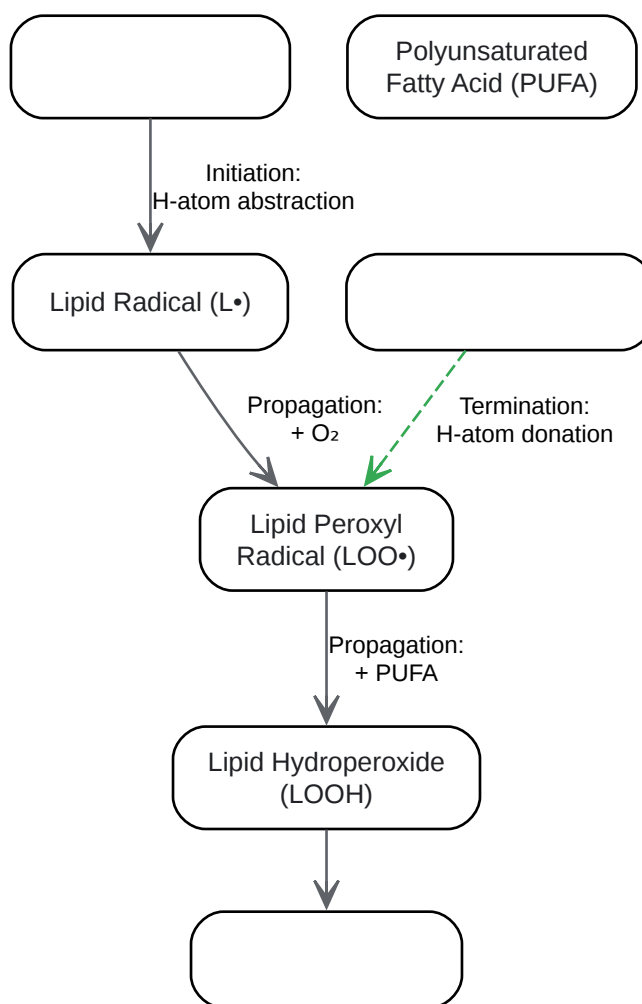 Polyunsaturated
Fatty Acid (PUFA)
Initiation:
H-atom abstraction
Lipid Radical (L•)
Propagation:
+ O₂
Termination:
H-atom donation
Lipid Peroxyl
Radical (LOO•)
Propagation:
+ PUFA
Lipid Hydroperoxide
(LOOH)